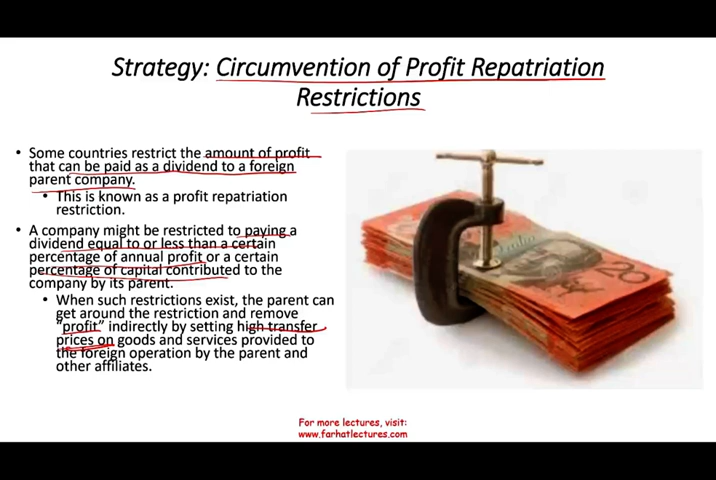 Strategy: Circumvention of Profit Repatriation
Restrictions
• Some countries restrict the amount of profit
that can be paid as a dividend to a foreign
parent company.
• This is known as a profit repatriation
restriction.
• A company might be restricted to paying a
dividend equal to or less than a certain
percentage of annual profit or a certain
percentage of capital contributed to the
company by its parent.
• When such restrictions exist, the parent can
get around the restriction and remove
“profit” indirectly by setting high transfer
prices on goods and services provided to
the foreign operation by the parent and
other affiliates.
20
For more lectures, visit:
www.farhatlectures.com